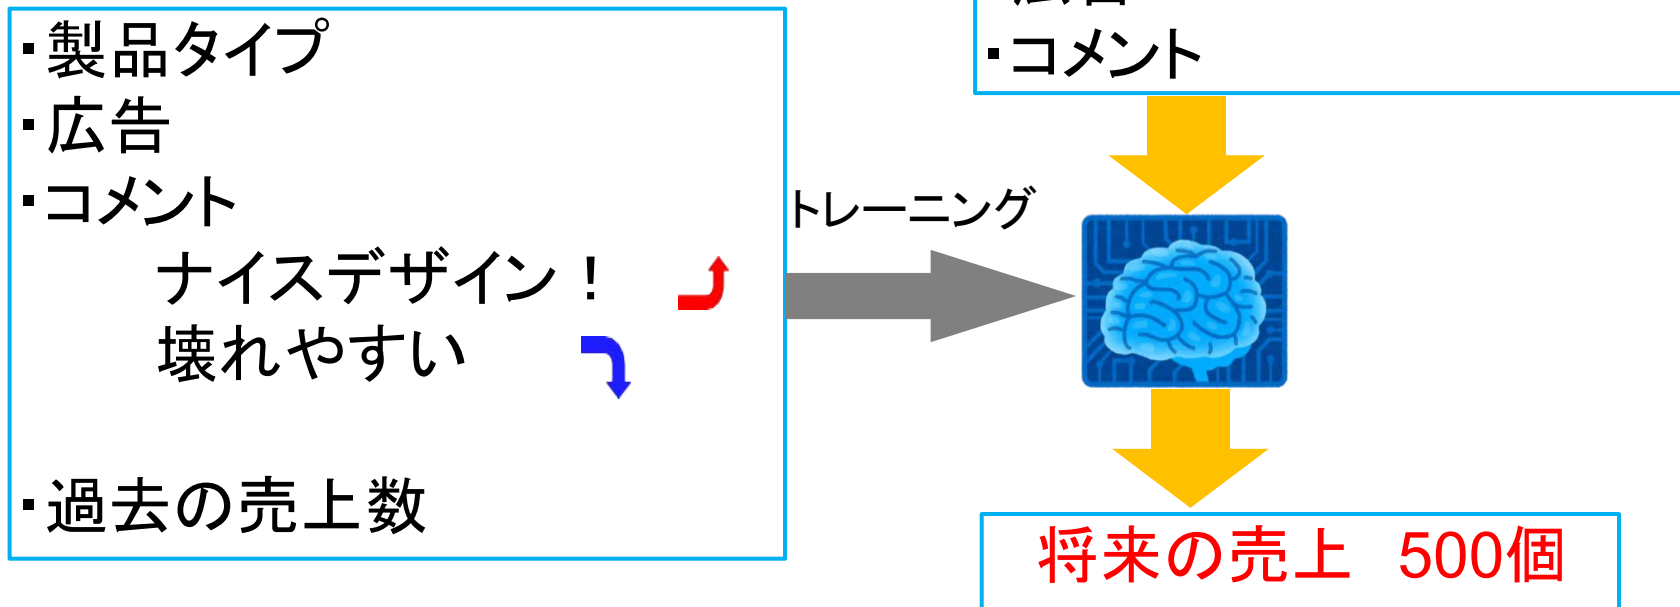 ・製品タイプ
・広告
・コメント
ナイスデザイン！
壊れやすい
・過去の売上数
トレーニング
・コメント
将来の売上 500個